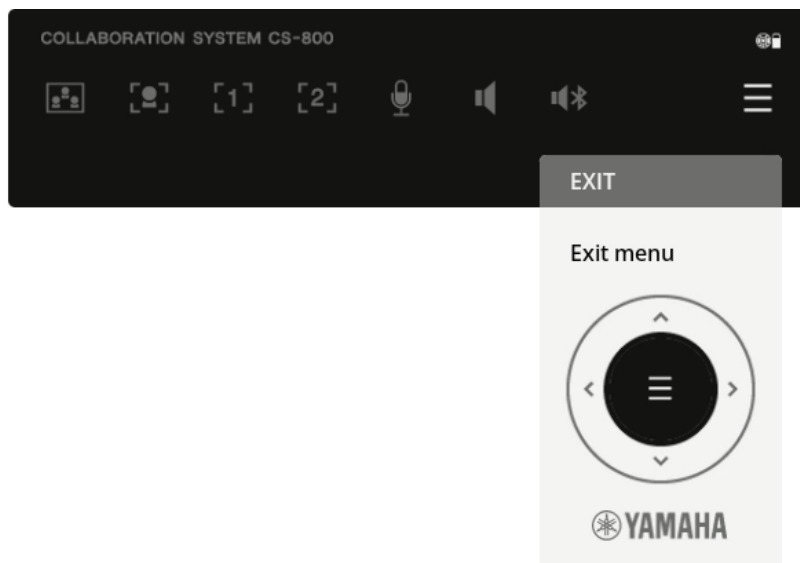 COLLABORATION SYSTEM CS-800
[1]
[2]
EXIT
Exit menu
YAMAHA